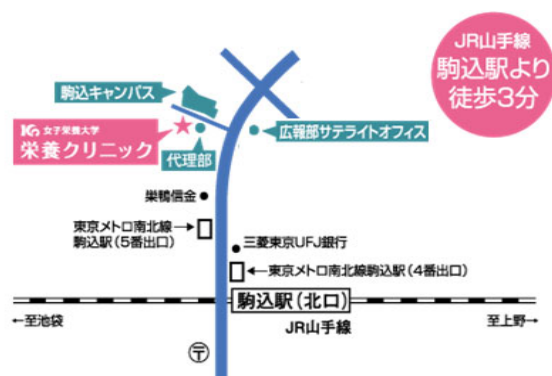 JR山手線
駒込駅より
徒歩3分
駒込キャンパス
女子栄養大学
栄養クリニック
代理部
広報部サテライトオフィス
巣鴨信金
東京メトロ南北線
駒込駅(5番出口)
三菱東京UFJ銀行
東京メトロ南北線駒込駅(4番出口)
駒込駅(北口)
←至池袋
JR山手線
至上野→
〒